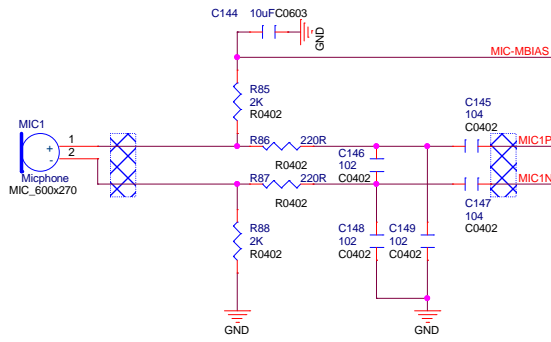 C144 10uF C0603
GND
MIC-MBIAS
R85
2K
R0402
MIC1
1
2
+
-
Micphone
MIC_600x270
R86 220R
R0402
R87 220R
R0402
C146
102
C0402
C145
104
C0402
MIC1P
MIC1N
C147
104
C0402
R88
2K
R0402
C148
102
C0402
C149
102
C0402
GND
GND